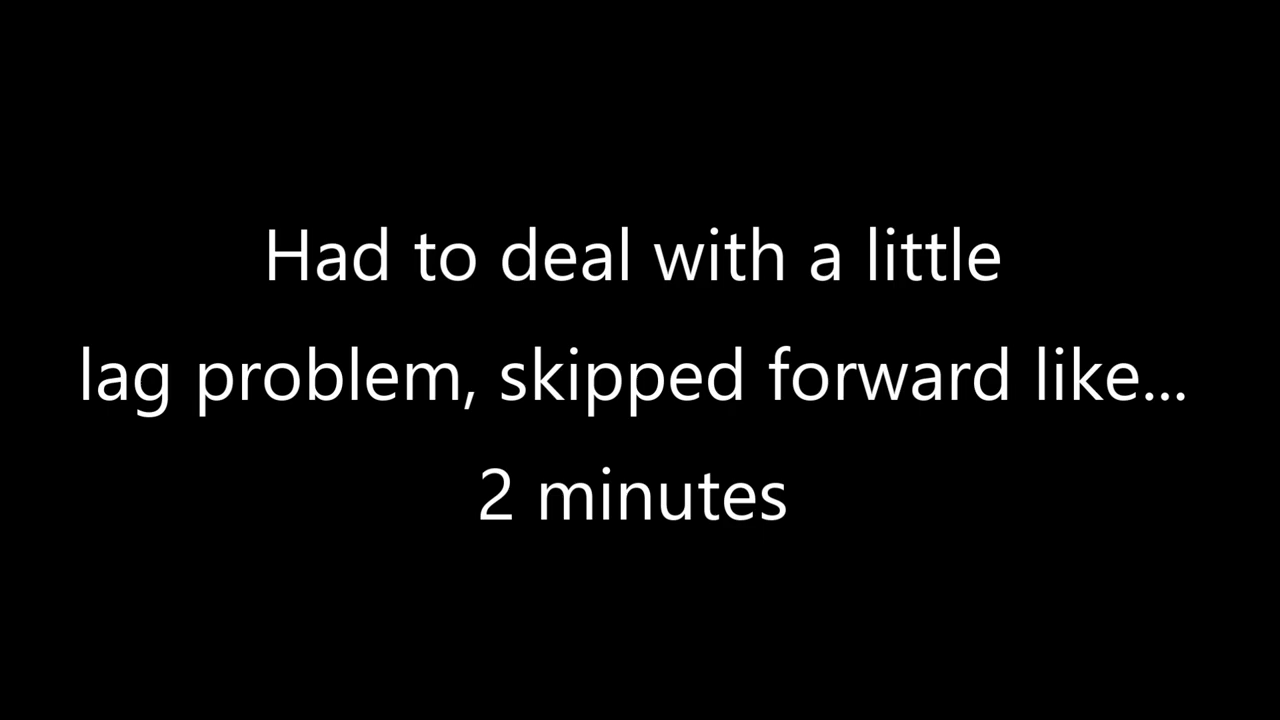 Had to deal with a little
lag problem, skipped forward like...
2 minutes